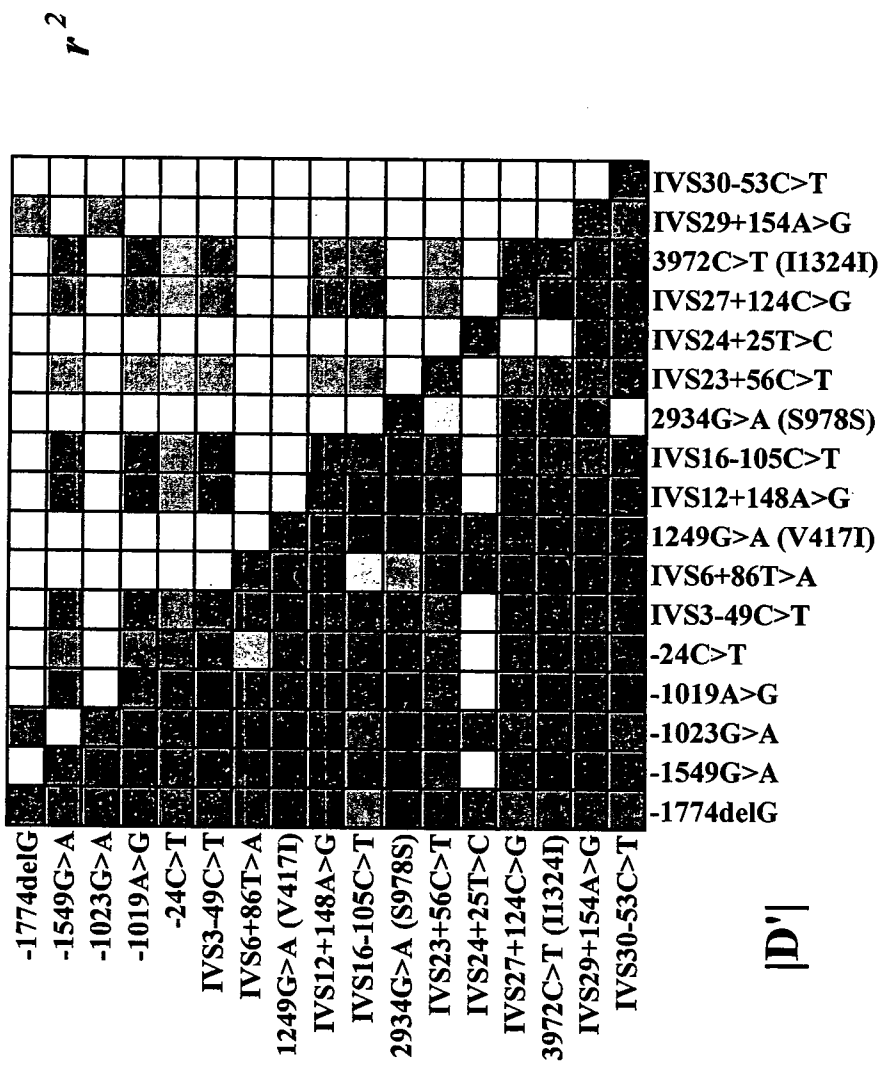 r²
IVS30-53C>T
IVS29+154A>G
3972C>T (I1324I)
IVS27+124C>G
IVS24+25T>C
IVS23+56C>T
2934G>A (S978S)
IVS16-105C>T
IVS12+148A>G
1249G>A (V417I)
IVS6+86T>A
IVS3-49C>T
-24C>T
-1019A>G
-1023G>A
-1549G>A
-1774delG
-1774delG
-1549G>A
-1023G>A
-1019A>G
-24C>T
IVS3-49C>T
IVS6+86T>A
1249G>A (V417I)
IVS12+148A>G
IVS16-105C>T
2934G>A (S978S)
IVS23+56C>T
IVS24+25T>C
IVS27+124C>G
3972C>T (I1324I)
IVS29+154A>G
IVS30-53C>T
|D'|